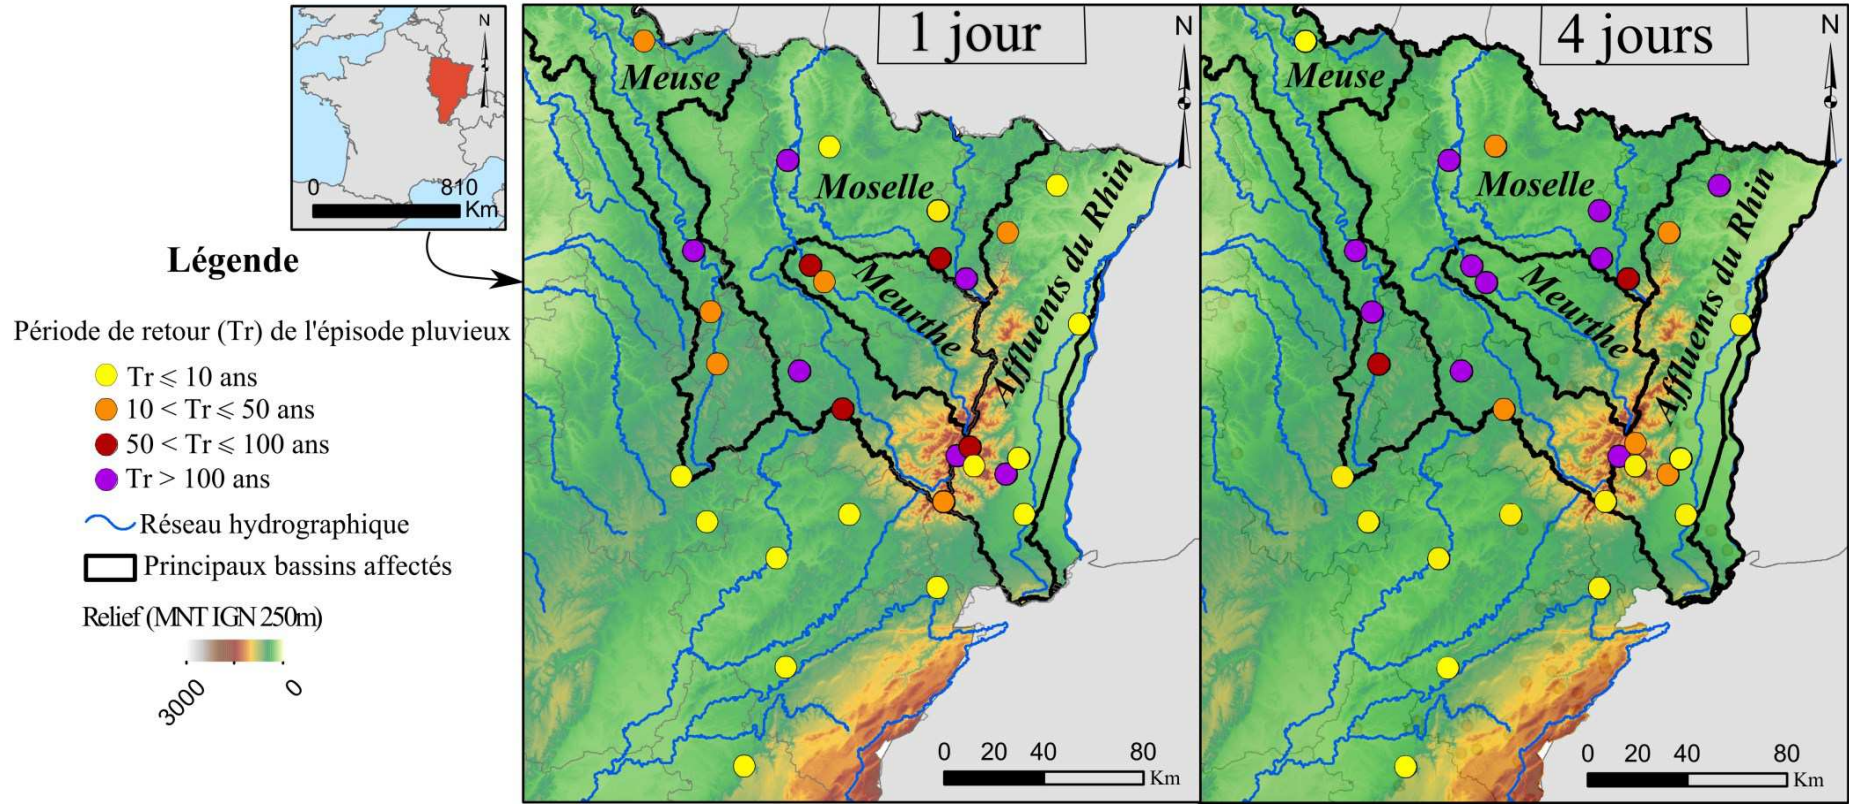 N
0 810
Km
Légende
Période de retour (Tr) de l'épisode pluvieux
Tr ⩽ 10 ans
10 < Tr ⩽ 50 ans
50 < Tr ⩽ 100 ans
Tr > 100 ans
Réseau hydrographique
Principaux bassins affectés
Relief (MNT IGN 250m)
3000 0
1 jour
N
Meuse
Moselle
Meurthe
Affluents du Rhin
0 20 40 80
Km
4 jours
N
Meuse
Moselle
Meurthe
Affluents du Rhin
0 20 40 80
Km